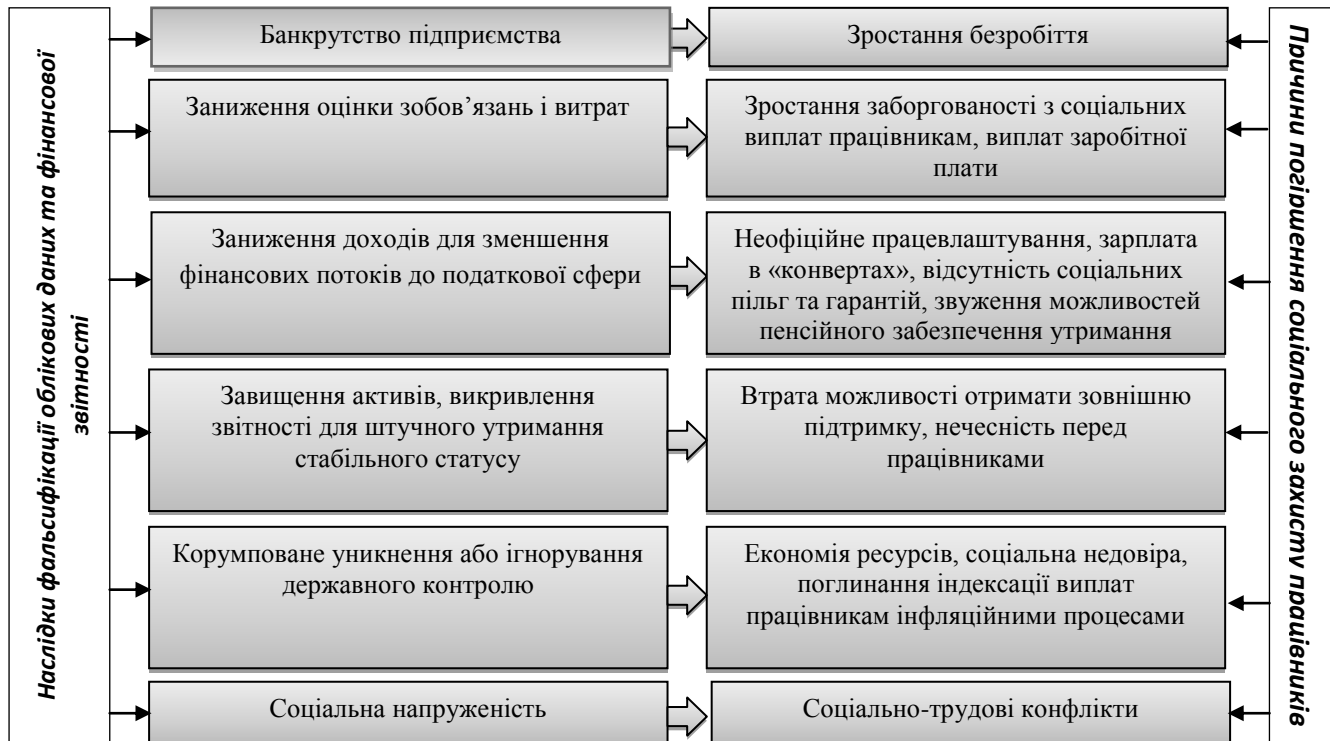 Наслідки фальсифікації облікових даних та фінансової
звітності
Банкрутство підприємства
Зростання безробіття
Заниження оцінки зобов’язань і витрат
Зростання заборгованості з соціальних
виплат працівникам, виплат заробітної
плати
Заниження доходів для зменшення
фінансових потоків до податкової сфери
Неофіційне працевлаштування, зарплата
в «конвертах», відсутність соціальних
пільг та гарантій, звуження можливостей
пенсійного забезпечення утримання
Завищення активів, викривлення
звітності для штучного утримання
стабільного статусу
Втрата можливості отримати зовнішню
підтримку, нечесність перед
працівниками
Корумповане уникнення або ігнорування
державного контролю
Економія ресурсів, соціальна недовіра,
поглинання індексації виплат
працівникам інфляційними процесами
Соціальна напруженість
Соціально-трудові конфлікти
Причини погіршення соціального захисту працівників